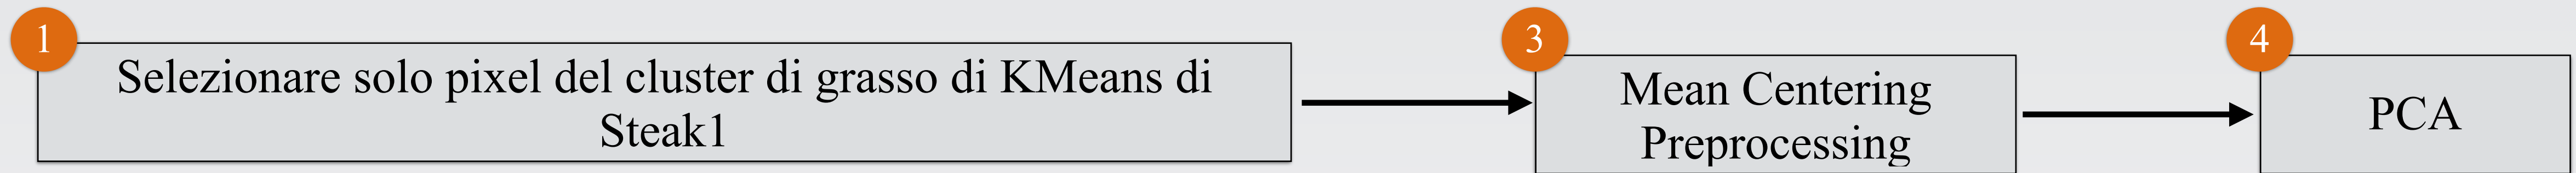 1
Selezionare solo pixel del cluster di grasso di KMeans di
Steak1
3
Mean Centering
Preprocessing
4
PCA